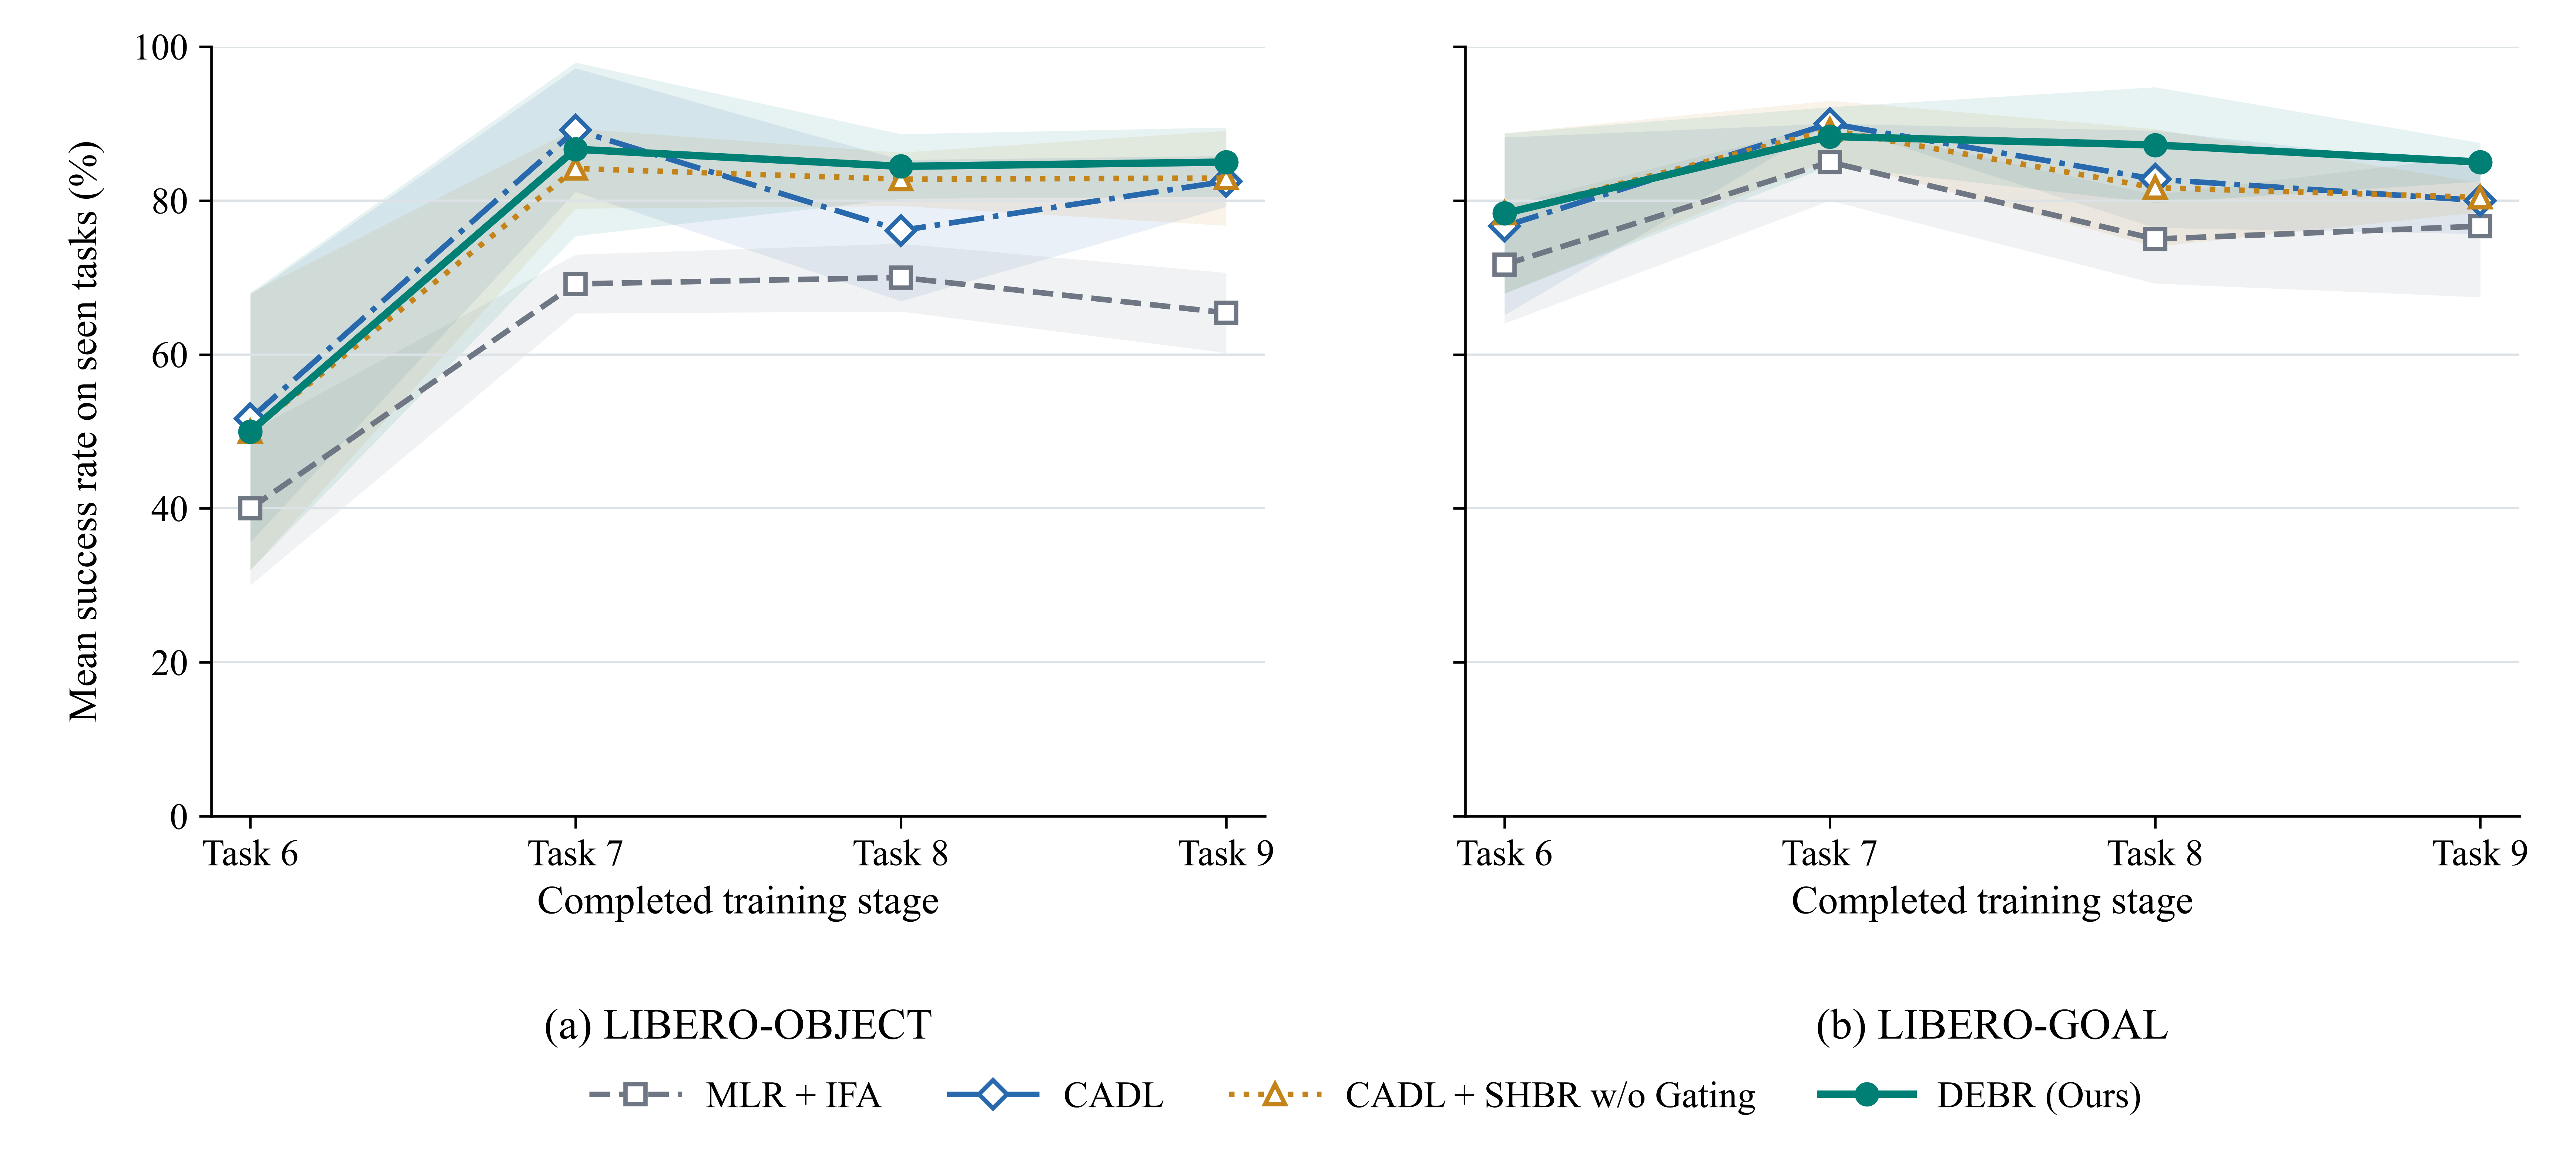 Mean success rate on seen tasks (%)
100
80
60
40
20
0
Task 6 Task 7 Task 8 Task 9
Completed training stage
(a) LIBERO-OBJECT
Task 6 Task 7 Task 8 Task 9
Completed training stage
(b) LIBERO-GOAL
MLR + IFA CADL CADL + SHBR w/o Gating DEBR (Ours)